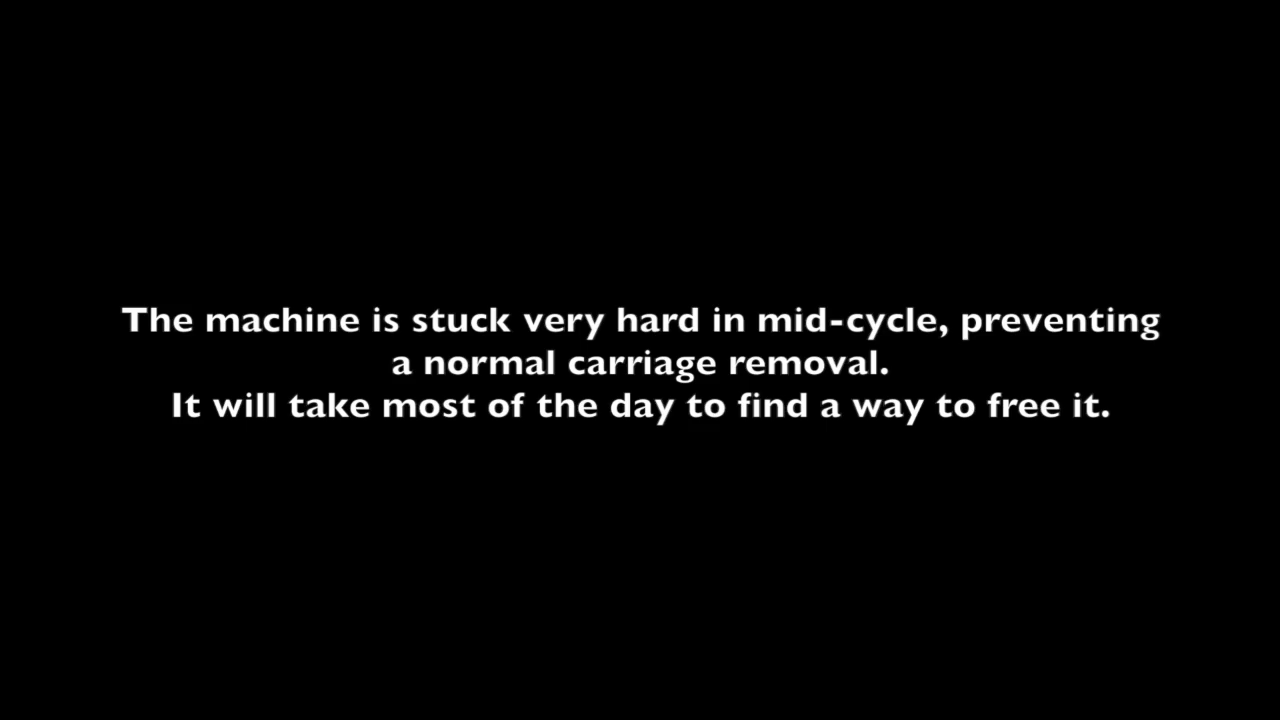 The machine is stuck very hard in mid-cycle, preventing
a normal carriage removal.
It will take most of the day to find a way to free it.